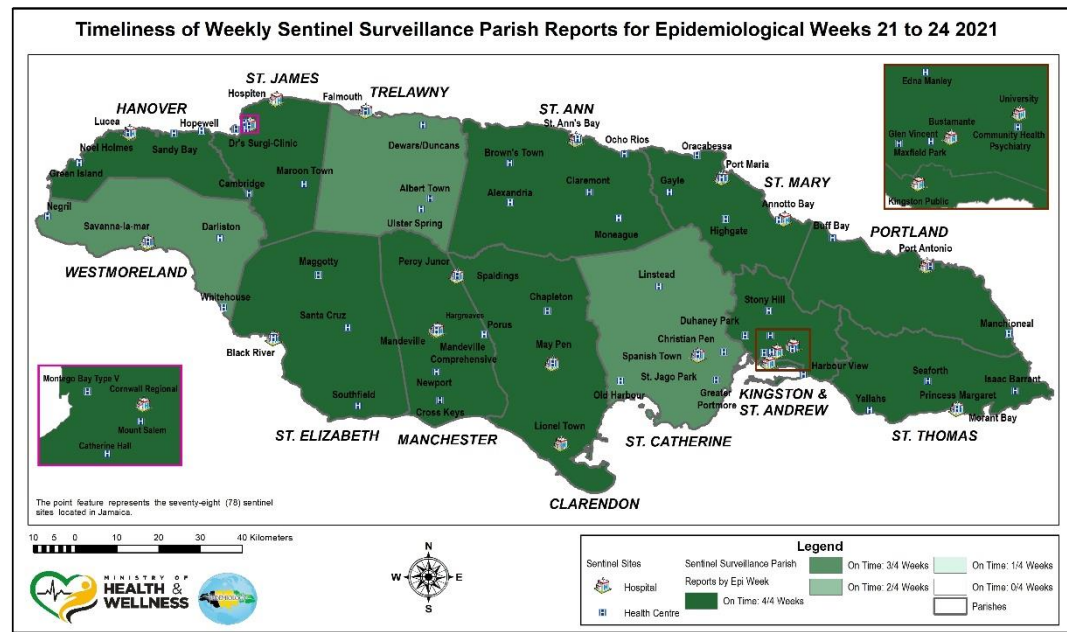 Timeliness of Weekly Sentinel Surveillance Parish Reports for Epidemiological Weeks 21 to 24 2021
ST. JAMES
Hospiten
Falmouth
TRELAWNY
HANOVER
Lucea
Hopewell
Noel Holmes
Sandy Bay
Green Island
Dr's Surgi-Clinic
Maroon Town
Cambridge
Dewars/Duncans
Albert Town
Ulster Spring
ST. ANN
St. Ann's Bay
Ocho Rios
Brown's Town
Claremont
Alexandria
Moneague
Oracabessa
Port Maria
Gayle
ST. MARY
Annotto Bay
Highgate
Buff Bay
PORTLAND
Port Antonio
Manchioneal
Edna Manley
University
Bustamante
Glen Vincent
Community Health
Psychiatry
Maxfield Park
Kingston Public
Negril
Savanna-la-mar
Darliston
WESTMORELAND
Whitehouse
Maggotty
Santa Cruz
Black River
Southfield
ST. ELIZABETH
Percy Junor
Spaldings
Hargreaves
Mandeville
Porus
Mandeville
Comprehensive
Newport
Cross Keys
MANCHESTER
Chapleton
May Pen
Lionel Town
CLARENDON
Linstead
Christian Pen
Spanish Town
St. Jago Park
Old Harbour
Greater
Portmore
ST. CATHERINE
Stony Hill
Duhaney Park
Harbour View
KINGSTON &
ST. ANDREW
Seaforth
Isaac Barrant
Princess Margaret
Yallahs
Morant Bay
ST. THOMAS
Montego Bay Type V
Cornwall Regional
Mount Salem
Catherine Hall
The point feature represents the seventy-eight (78) sentinel
sites located in Jamaica.
10 5 0 10 20 30 40 Kilometers
N
W E
S
MINISTRY OF
HEALTH &
WELLNESS
Legend
Sentinel Sites
Hospital
Health Centre
Sentinel Surveillance Parish
Reports by Epi Week
On Time: 4/4 Weeks
On Time: 3/4 Weeks
On Time: 2/4 Weeks
On Time: 1/4 Weeks
On Time: 0/4 Weeks
Parishes